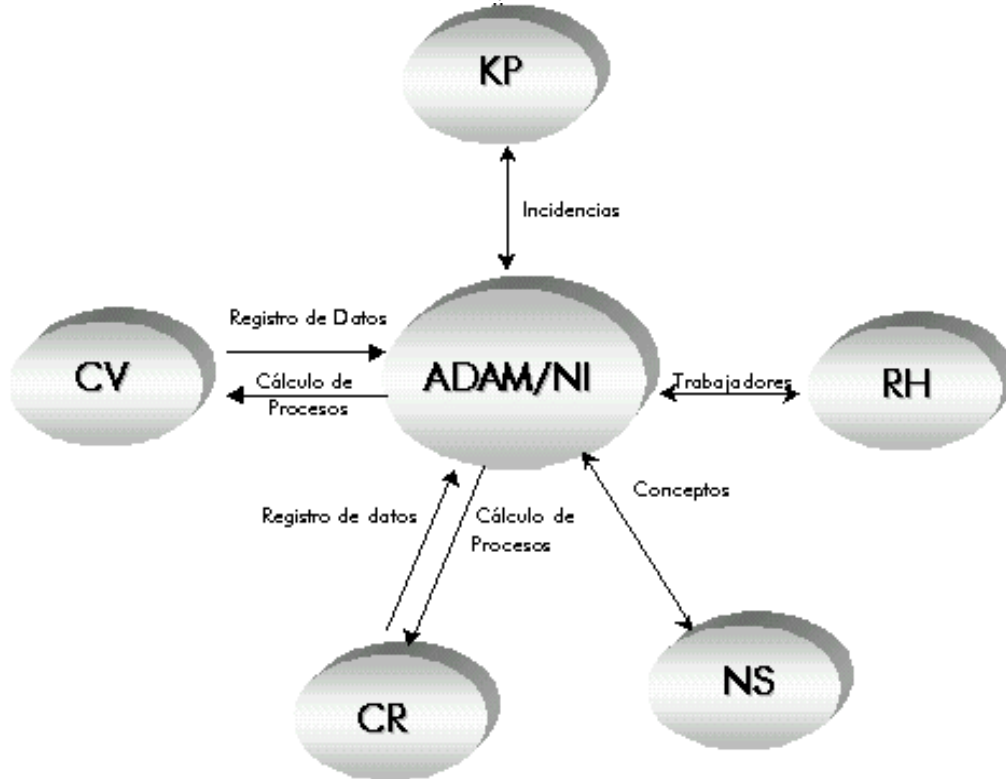 KP
Incidencias
Registro de Datos
CV
ADAM/NI
Cálculo de
Procesos
Trabajadores
RH
Conceptos
Registro de datos
Cálculo de
Procesos
NS
CR